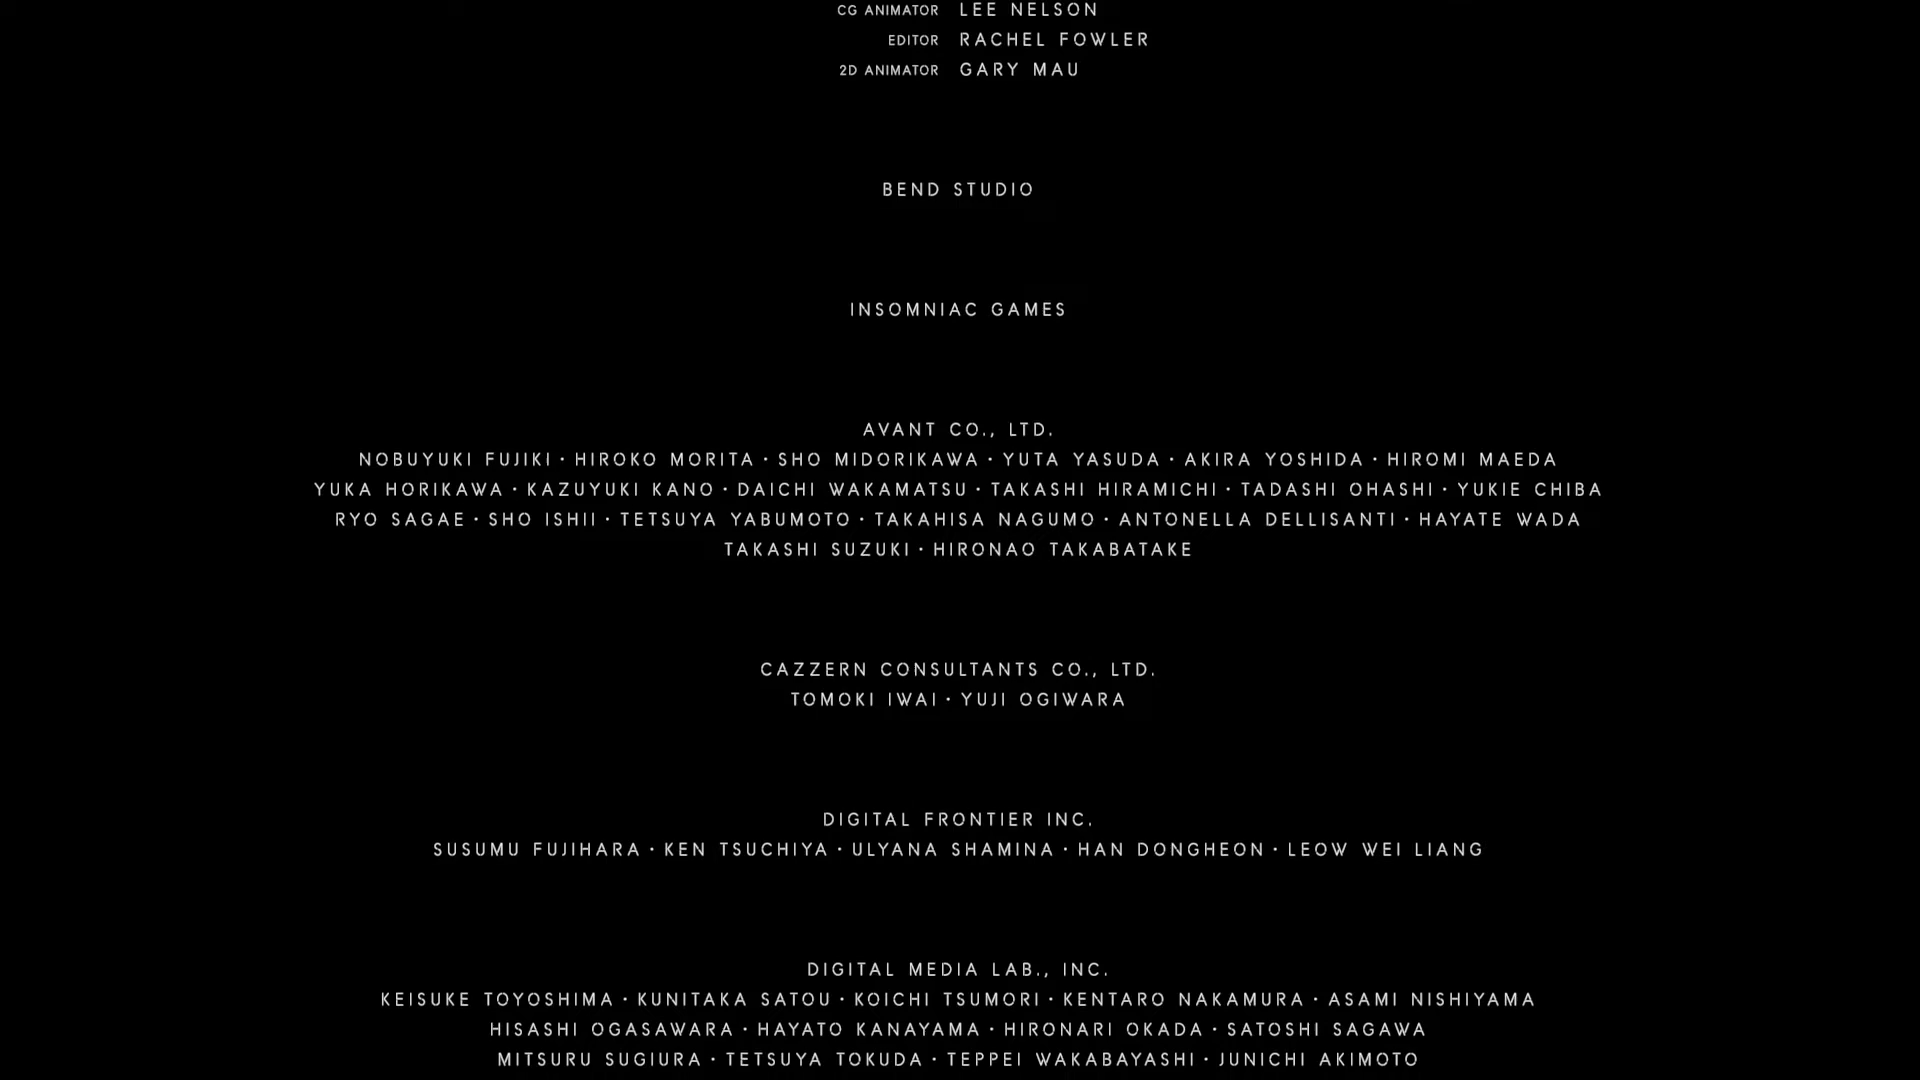 CG ANIMATOR LEE NELSON
EDITOR RACHEL FOWLER
2D ANIMATOR GARY MAU
BEND STUDIO
INSOMNIAC GAMES
AVANT CO., LTD.
NOBUYUKI FUJIKI · HIROKO MORITA · SHO MIDORIKAWA · YUTA YASUDA · AKIRA YOSHIDA · HIROMI MAEDA
YUKA HORIKAWA · KAZUYUKI KANO · DAICHI WAKAMATSU · TAKASHI HIRAMICHI · TADASHI OHASHI · YUKIE CHIBA
RYO SAGAE · SHO ISHII · TETSUYA YABUMOTO · TAKAHISA NAGUMO · ANTONELLA DELLISANTI · HAYATE WADA
TAKASHI SUZUKI · HIRONAO TAKABATAKE
CAZZERN CONSULTANTS CO., LTD.
TOMOKI IWAI · YUJI OGIWARA
DIGITAL FRONTIER INC.
SUSUMU FUJIHARA · KEN TSUCHIYA · ULYANA SHAMINA · HAN DONGHEON · LEOW WEI LIANG
DIGITAL MEDIA LAB., INC.
KEISUKE TOYOSHIMA · KUNITAKA SATOU · KOICHI TSUMORI · KENTARO NAKAMURA · ASAMI NISHIYAMA
HISASHI OGASAWARA · HAYATO KANAYAMA · HIRONARI OKADA · SATOSHI SAGAWA
MITSURU SUGIURA · TETSUYA TOKUDA · TEPPEI WAKABAYASHI · JUNICHI AKIMOTO